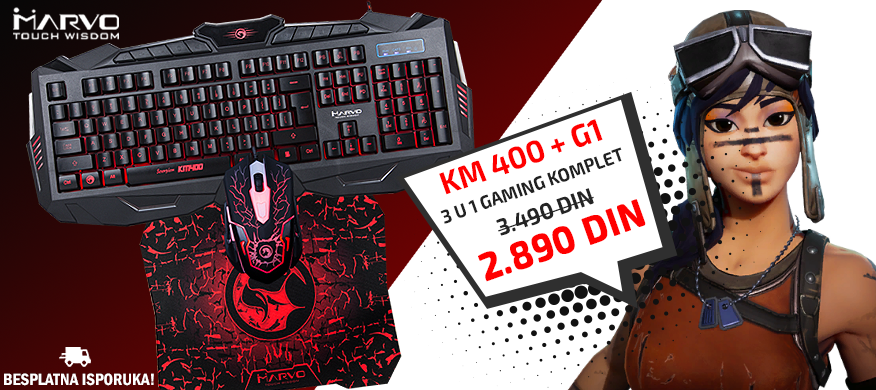 MARVO
TOUCH WISDOM
MARVO
Scorpion KM400
KM 400 + G1
3 U 1 GAMING KOMPLET
3.490 DIN
2.890 DIN
MARVO
BESPLATNA ISPORUKA!